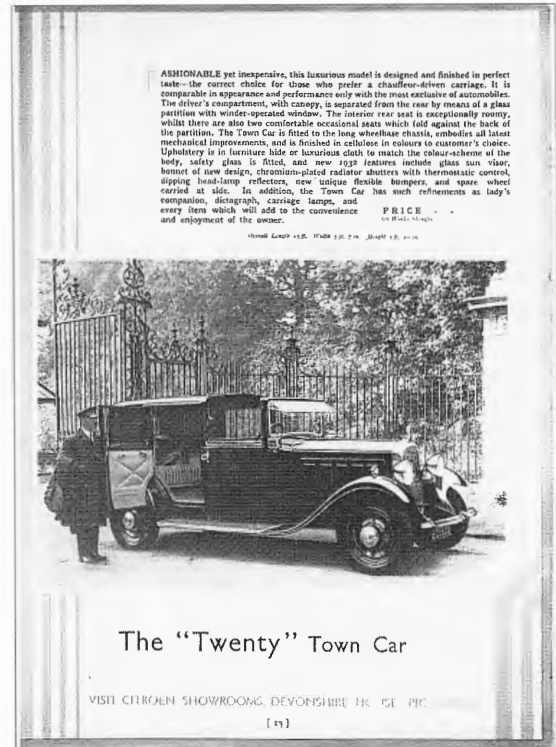 ASHIONABLE yet inexpensive, this luxurious model is designed and finished in perfect
taste—the correct choice for those who prefer a chauffeur-driven carriage. It is
comparable in appearance and performance only with the most exclusive of automobiles.
The driver's compartment, with canopy, is separated from the rear by means of a glass
partition with winder-operated window. The interior rear seat is exceptionally roomy,
whilst there are also two comfortable occasional seats which fold against the back of
the partition. The Town Car is fitted to the long wheelbase chassis, embodies all latest
mechanical improvements, and is finished in cellulose in colours to customer's choice.
Upholstery is in furniture hide or luxurious cloth to match the colour-scheme of the
body, safety glass is fitted, and new 1932 features include glass sun visor,
bonnet of new design, chromium-plated radiator shutters with thermostatic control,
dipping head-lamp reflectors, new unique flexible bumpers, and spare wheel
carried at side. In addition, the Town Car has such refinements as lady's
companion, dictagraph, carriage lamps, and
every item which will add to the convenience
and enjoyment of the owner.
PRICE - -
Overall Length 15 ft. Width 5 ft. Height
The "Twenty" Town Car
VISIT CITROEN SHOWROOMS, DEVONSHIRE
[ 13 ]